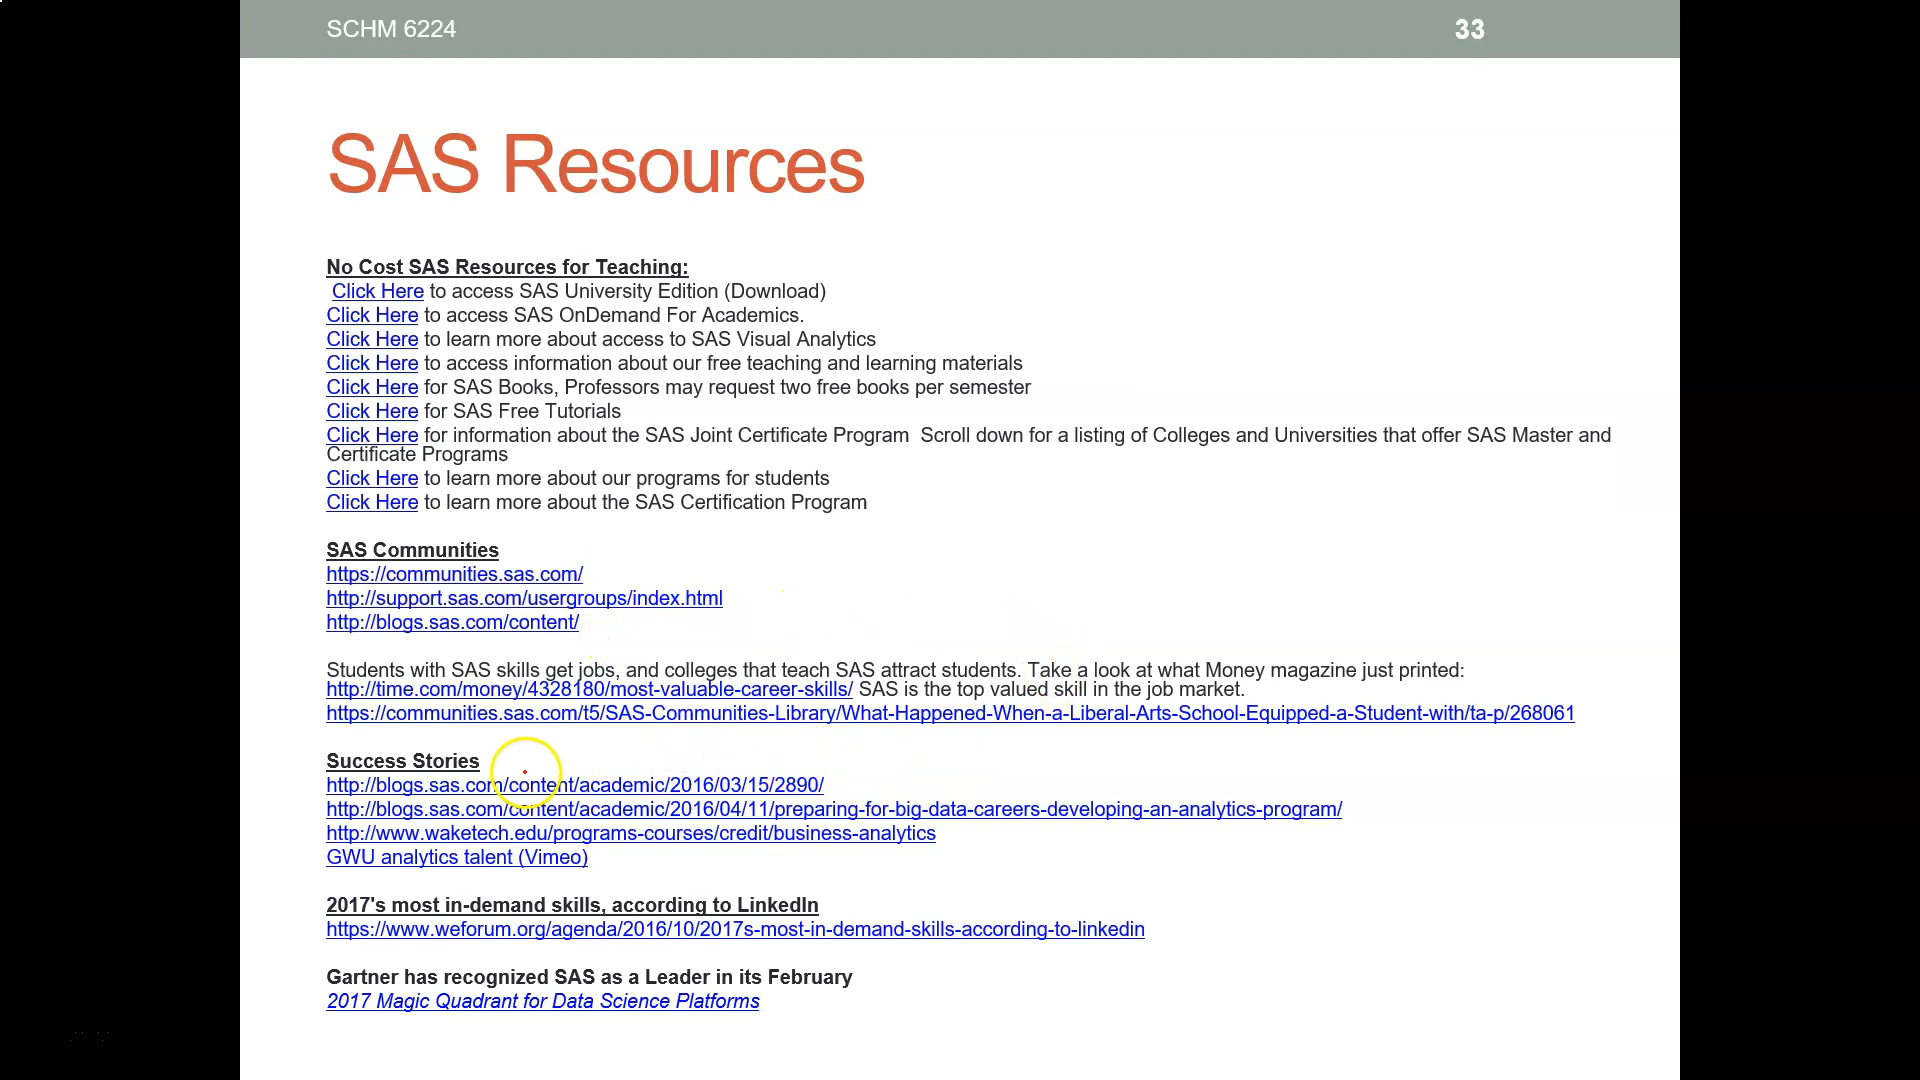 SCHM 6224
33
SAS Resources
No Cost SAS Resources for Teaching:
Click Here to access SAS University Edition (Download)
Click Here to access SAS OnDemand For Academics.
Click Here to learn more about access to SAS Visual Analytics
Click Here to access information about our free teaching and learning materials
Click Here for SAS Books, Professors may request two free books per semester
Click Here for SAS Free Tutorials
Click Here for information about the SAS Joint Certificate Program  Scroll down for a listing of Colleges and Universities that offer SAS Master and
Certificate Programs
Click Here to learn more about our programs for students
Click Here to learn more about the SAS Certification Program
SAS Communities
https://communities.sas.com/
http://support.sas.com/usergroups/index.html
http://blogs.sas.com/content/
Students with SAS skills get jobs, and colleges that teach SAS attract students. Take a look at what Money magazine just printed:
http://time.com/money/4328180/most-valuable-career-skills/ SAS is the top valued skill in the job market.
https://communities.sas.com/t5/SAS-Communities-Library/What-Happened-When-a-Liberal-Arts-School-Equipped-a-Student-with/ta-p/268061
Success Stories
http://blogs.sas.com/content/academic/2016/03/15/2890/
http://blogs.sas.com/content/academic/2016/04/11/preparing-for-big-data-careers-developing-an-analytics-program/
http://www.waketech.edu/programs-courses/credit/business-analytics
GWU analytics talent (Vimeo)
2017's most in-demand skills, according to LinkedIn
https://www.weforum.org/agenda/2016/10/2017s-most-in-demand-skills-according-to-linkedin
Gartner has recognized SAS as a Leader in its February
2017 Magic Quadrant for Data Science Platforms